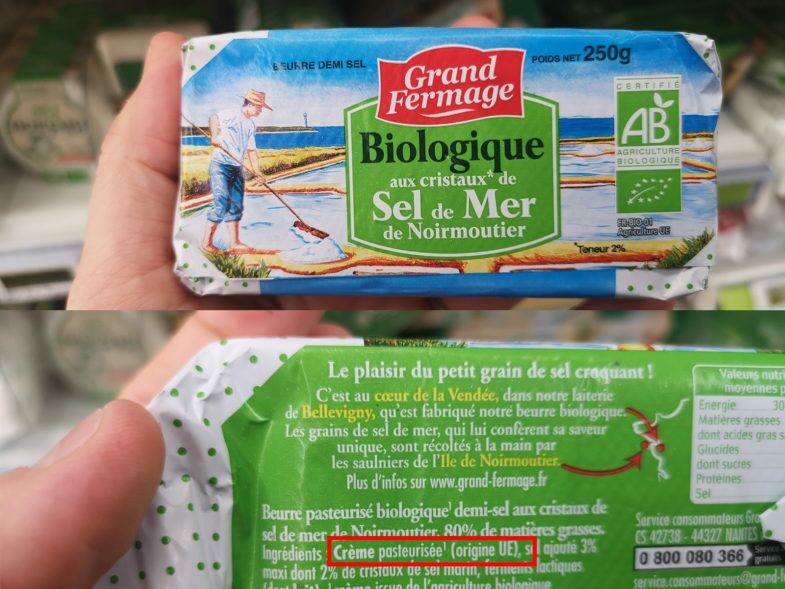 BEURRE DEMI SEL
POIDS NET 250g
Grand
Fermage
Biologique
aux cristaux* de
Sel de Mer
de Noirmoutier
CERTIFIÉ
AB
AGRICULTURE
BIOLOGIQUE
FR-BIO-01
Agriculture UE
*Teneur 2%
Le plaisir du petit grain de sel croquant !
C'est au cœur de la Vendée, dans notre laiterie
de Bellevigny, qu'est fabriqué notre beurre biologique.
Les grains de sel de mer, qui lui confèrent sa saveur
unique, sont récoltés à la main par
les saulniers de l'Ile de Noirmoutier.
Plus d'infos sur www.grand-fermage.fr
Beurre pasteurisé biologique¹ demi-sel aux cristaux de
sel de mer de Noirmoutier. 80% de matières grasses.
Ingrédients : Crème pasteurisée¹ (origine UE), ajouté 3%
maxi dont 2% de cristaux de sel marin, ferments lactiques
crème issue de l'agriculture biologique
Valeurs
moyennes
Energie 30
Matières grasses
dont acides gras
Glucides
dont sucres
Proteines
Sel
Service consommateurs
CS 42738 - 44327 NANTES
0 800 080 366
service.consommateurs@grand